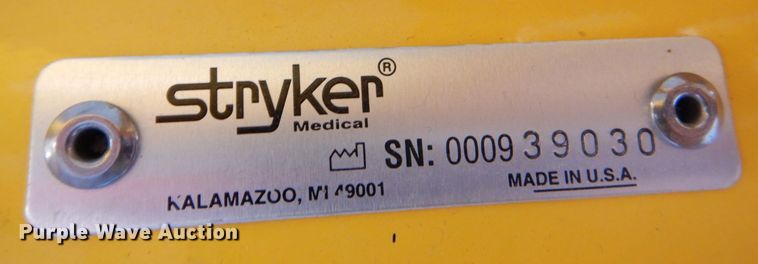 stryker®
Medical
SN: 000939030
KALAMAZOO, MI 49001
MADE IN U.S.A.
Purple Wave Auction